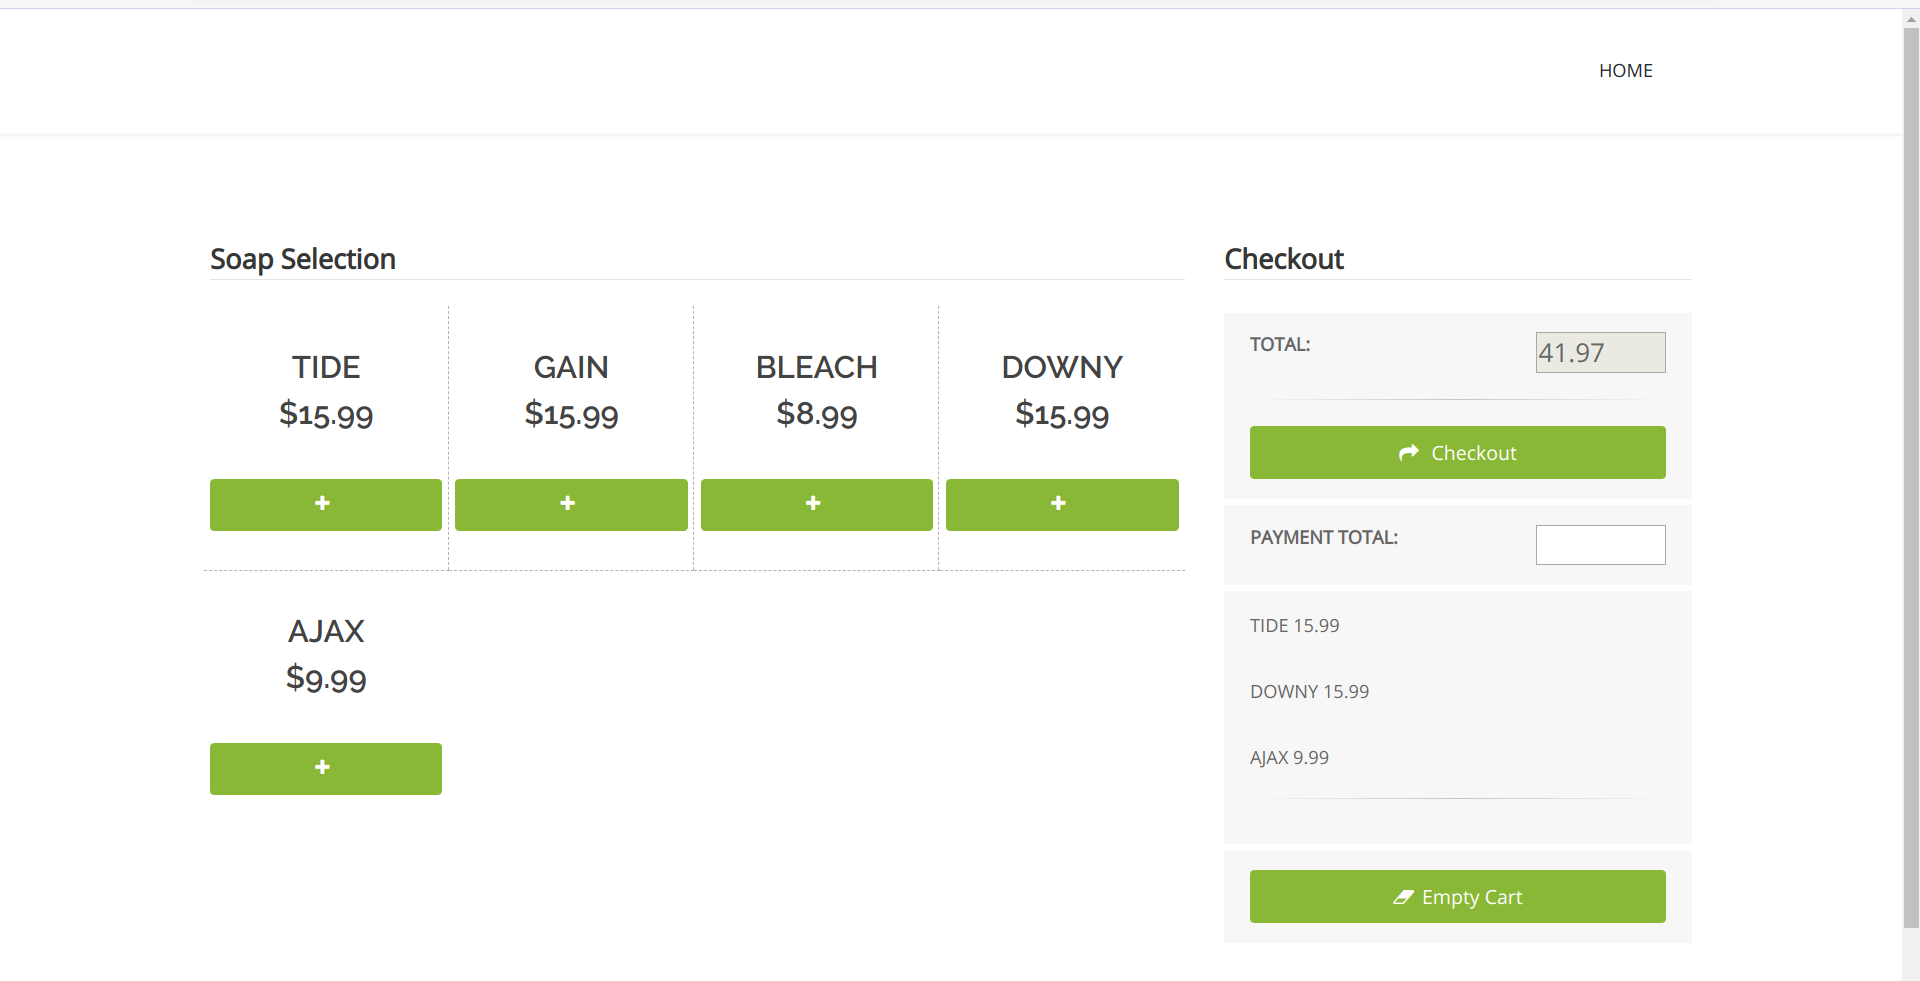 HOME
Soap Selection
TIDE
$15.99
GAIN
$15.99
BLEACH
$8.99
DOWNY
$15.99
AJAX
$9.99
Checkout
TOTAL:
41.97
Checkout
PAYMENT TOTAL:
TIDE 15.99
DOWNY 15.99
AJAX 9.99
Empty Cart